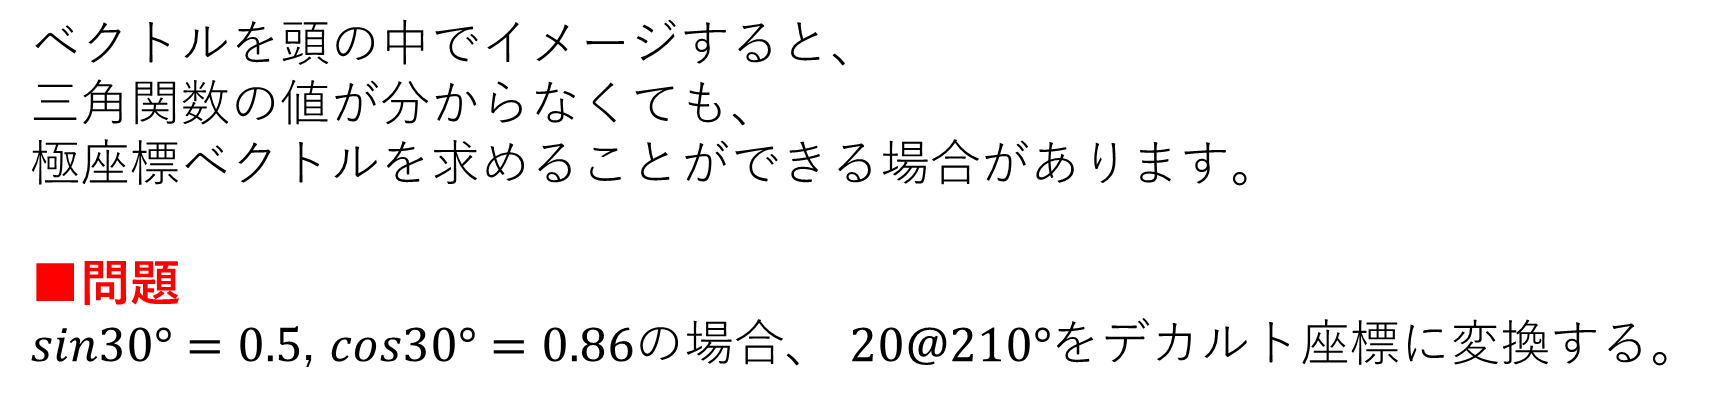 ベクトルを頭の中でイメージすると、
三角関数の値が分からなくても、
極座標ベクトルを求めることができる場合があります。
■問題
sin30° = 0.5, cos30° = 0.86の場合、 20@210°をデカルト座標に変換する。